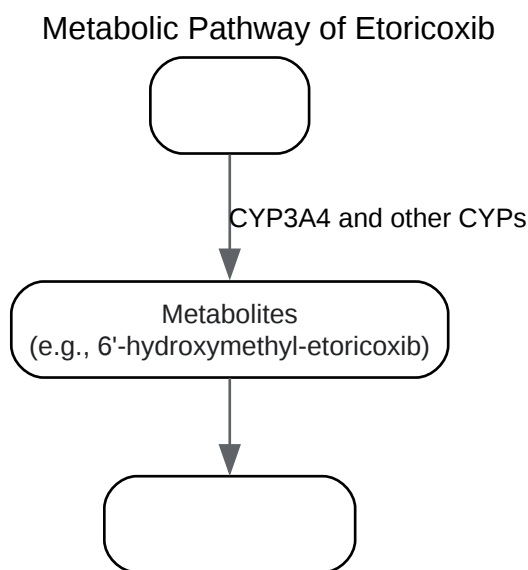 Metabolic Pathway of Etoricoxib
CYP3A4 and other CYPs
Metabolites
(e.g., 6'-hydroxymethyl-etoricoxib)